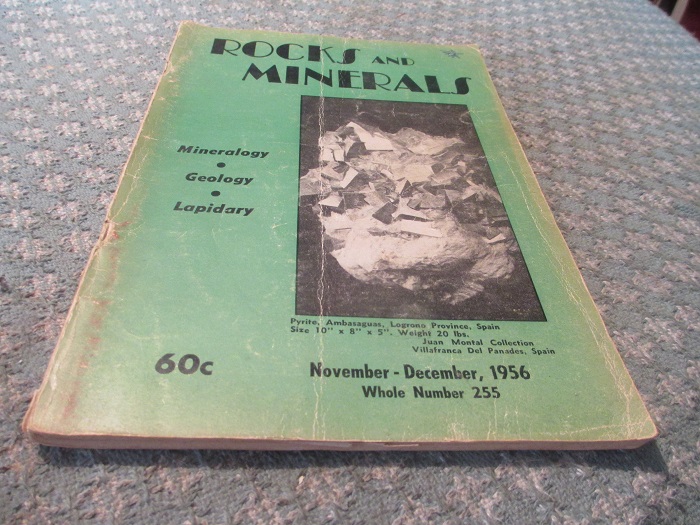 ROCKS AND
MINERALS
Mineralogy
•
Geology
•
Lapidary
Pyrite, Ambasaguas, Logrono Province, Spain
Size 10" x 8" x 5". Weight 20 lbs.
Juan Montal Collection
Villafranca Del Panades, Spain
60c
November - December, 1956
Whole Number 255